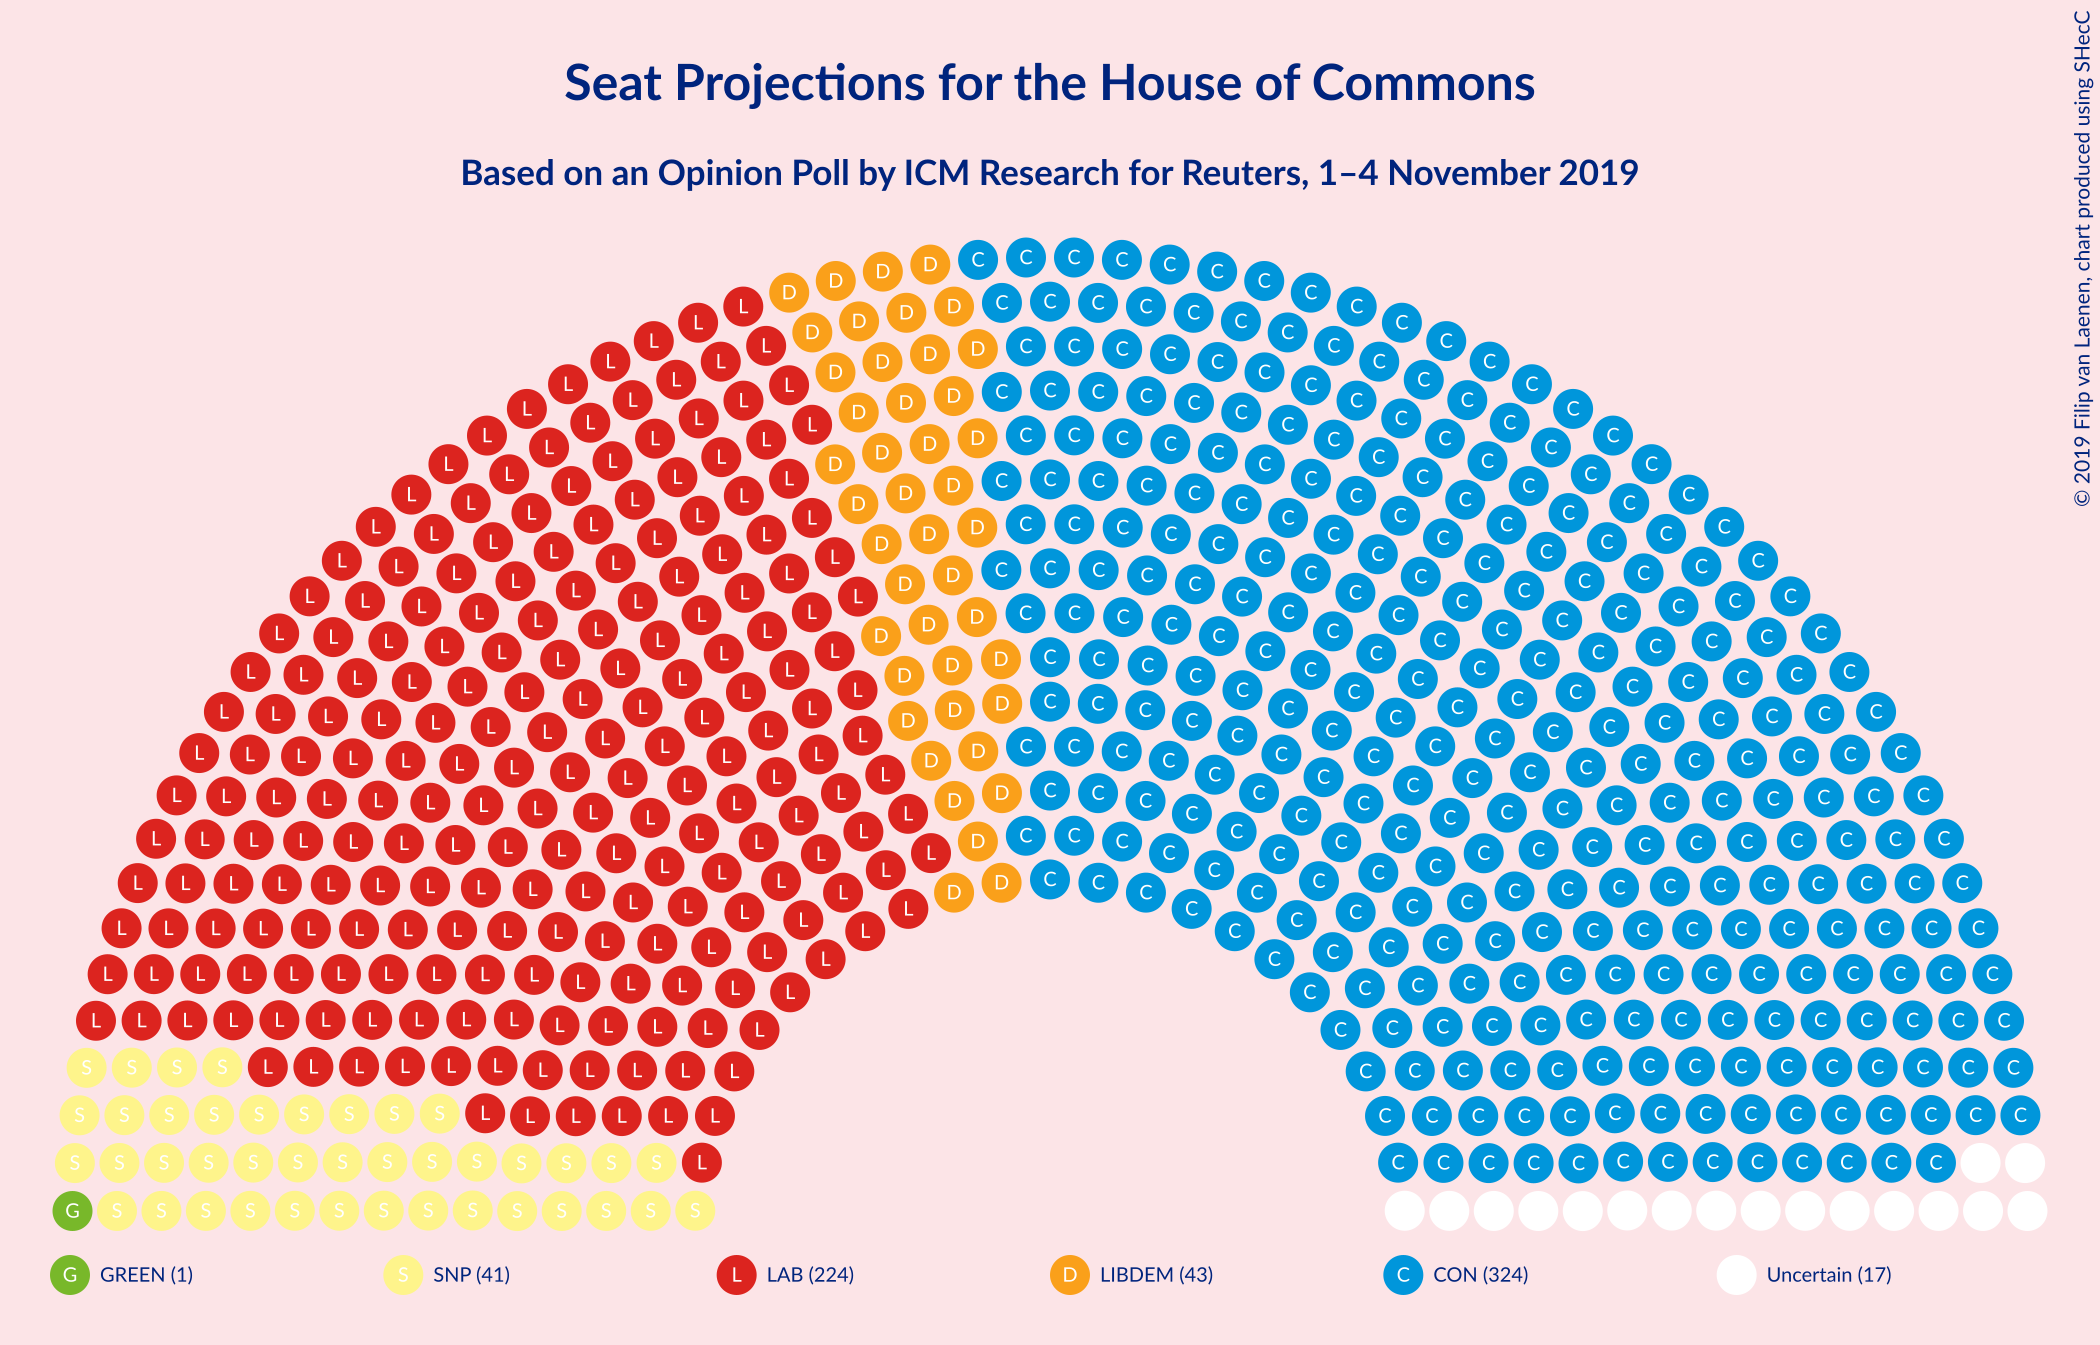 Seat Projections for the House of Commons
Based on an Opinion Poll by ICM Research for Reuters, 1–4 November 2019
© 2019 Filip van Laenen, chart produced using SHecC
G GREEN (1)
S SNP (41)
L LAB (224)
D LIBDEM (43)
C CON (324)
Uncertain (17)